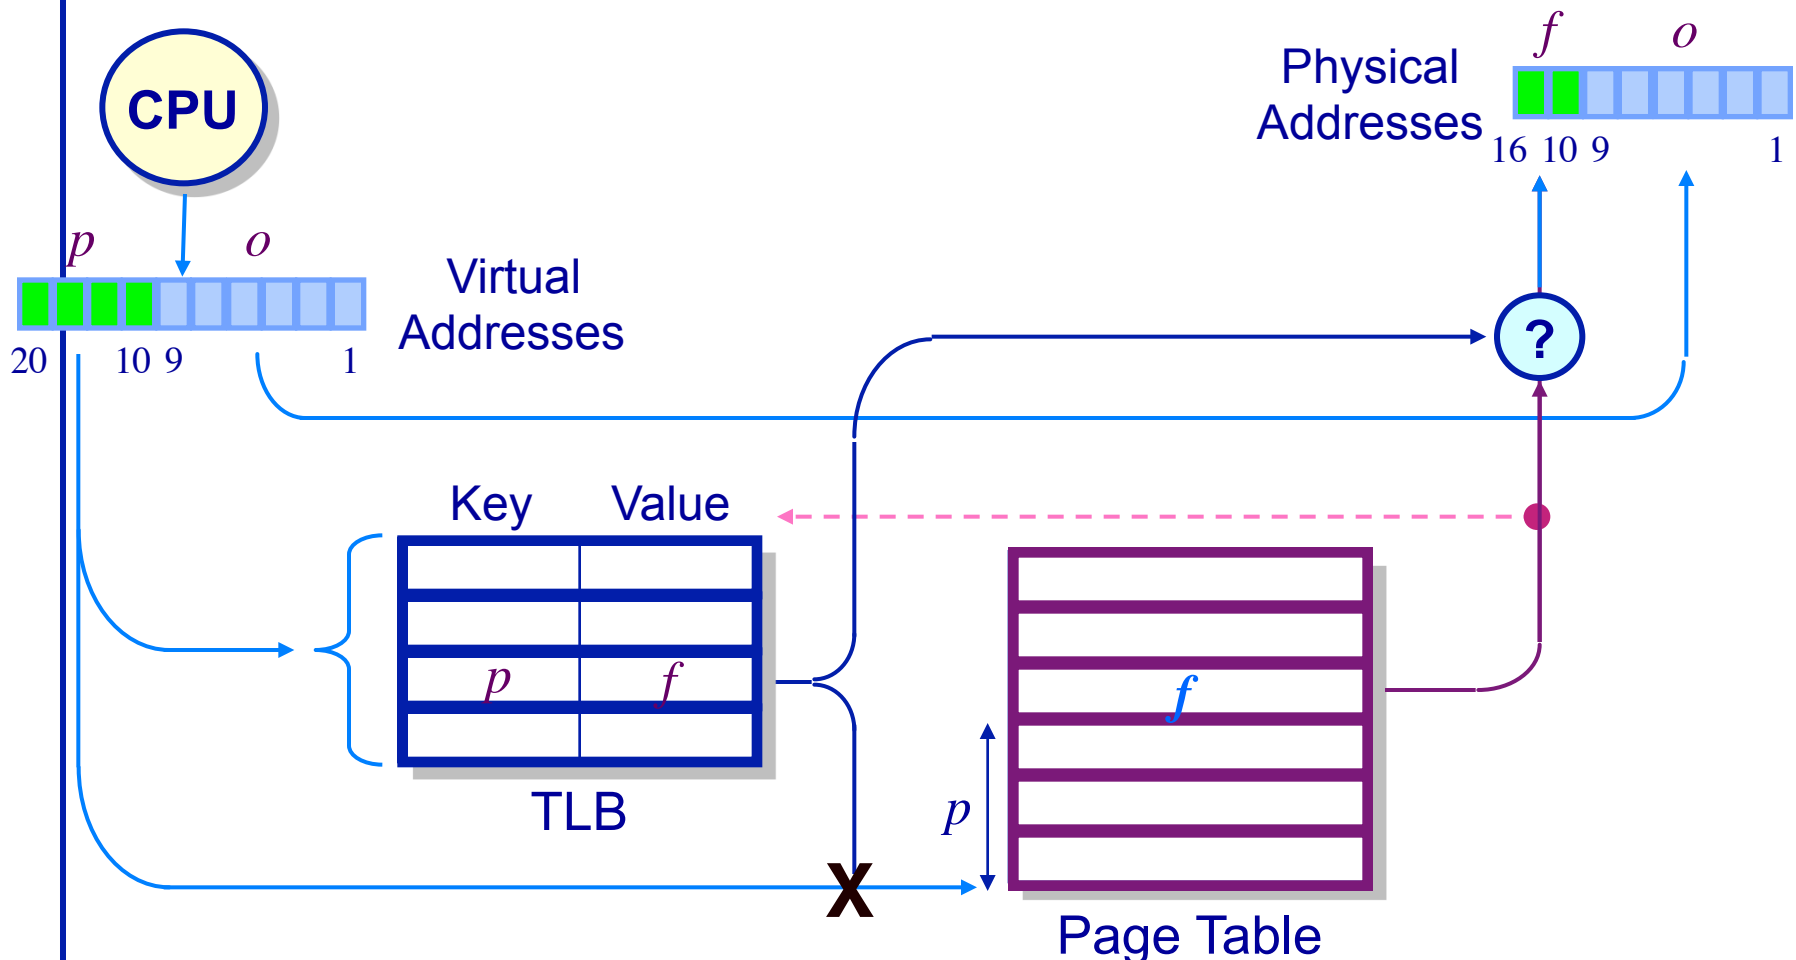 f o
Physical
Addresses
16 10 9 1
CPU
p o
Virtual
Addresses
20 10 9 1
?
Key Value
p f
TLB
f
p
X
Page Table